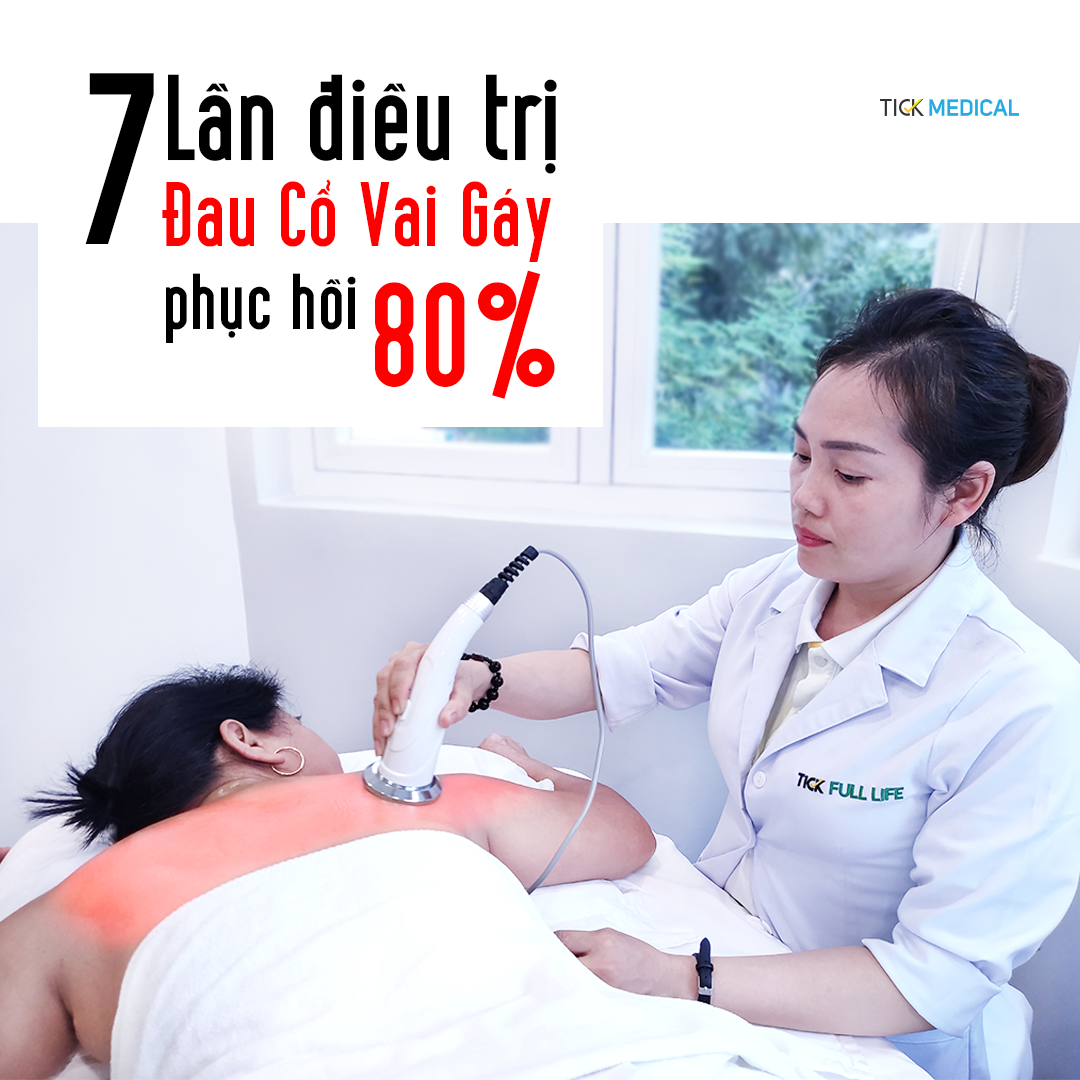 7 Lần điều trị
Đau Cổ Vai Gáy
phục hồi 80%
TICK MEDICAL
TICK FULL LIFE